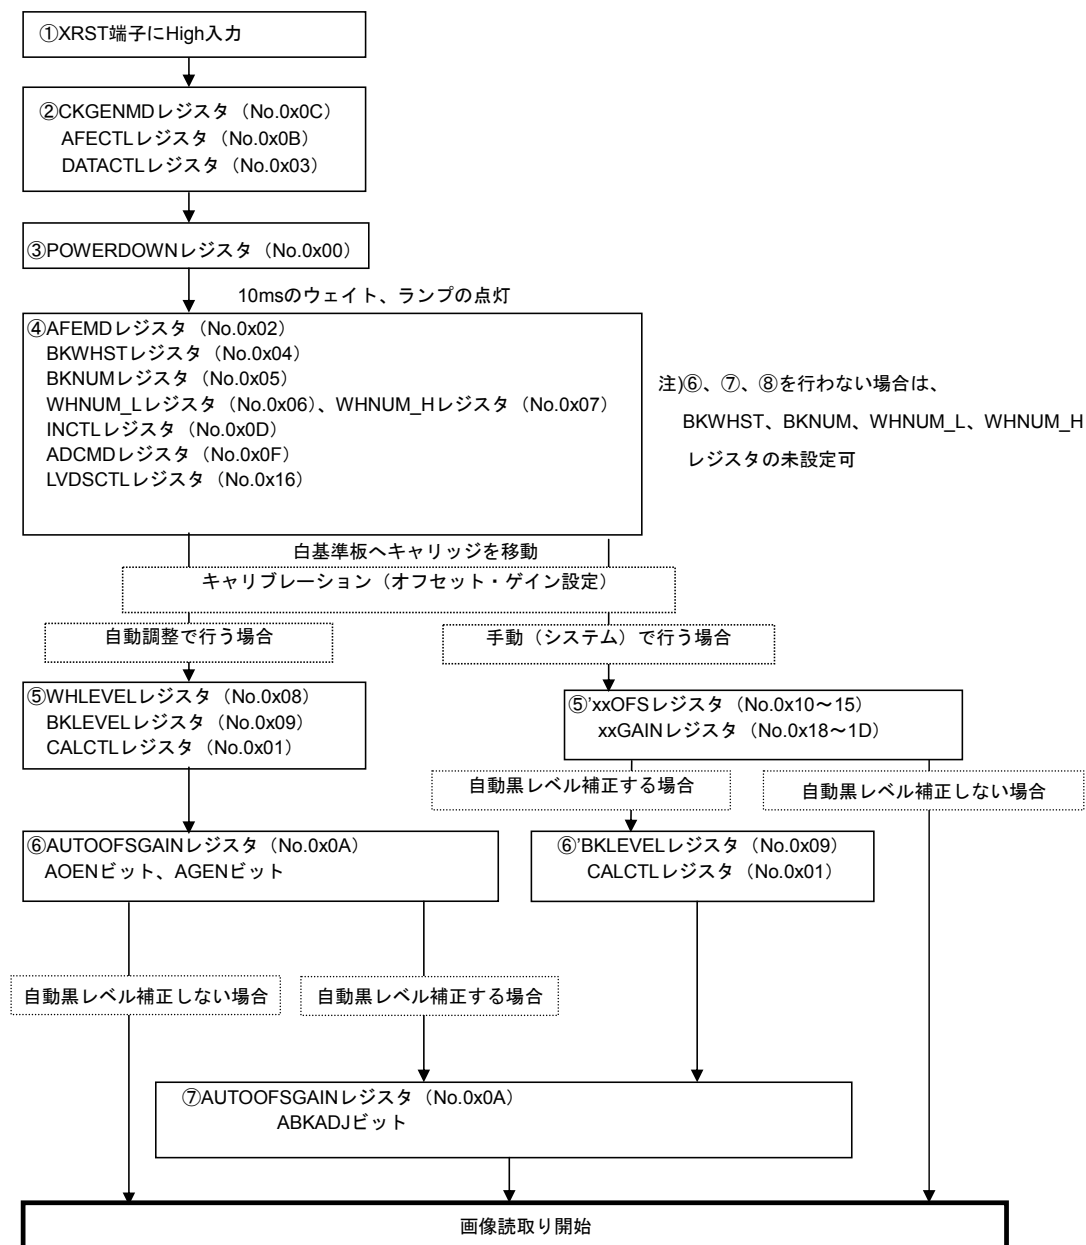 ①XRST端子にHigh入力
②CKGENMDレジスタ（No.0x0C）
AFECTLレジスタ（No.0x0B）
DATACTLレジスタ（No.0x03）
③POWERDOWNレジスタ（No.0x00）
10msのウェイト、ランプの点灯
④AFEMDレジスタ（No.0x02）
BKWHSTレジスタ（No.0x04）
BKNUMレジスタ（No.0x05）
WHNUM_Lレジスタ（No.0x06）、WHNUM_Hレジスタ（No.0x07）
INCTLレジスタ（No.0x0D）
ADCMDレジスタ（No.0x0F）
LVDSCTLレジスタ（No.0x16）
注)⑥、⑦、⑧を行わない場合は、
BKWHST、BKNUM、WHNUM_L、WHNUM_H
レジスタの未設定可
白基準板へキャリッジを移動
キャリブレーション（オフセット・ゲイン設定）
自動調整で行う場合
手動（システム）で行う場合
⑤WHLEVELレジスタ（No.0x08）
BKLEVELレジスタ（No.0x09）
CALCTLレジスタ（No.0x01）
⑤'xxOFSレジスタ（No.0x10～15）
xxGAINレジスタ（No.0x18～1D）
自動黒レベル補正する場合
自動黒レベル補正しない場合
⑥AUTOOFSGAINレジスタ（No.0x0A）
AOENビット、AGENビット
⑥'BKLEVELレジスタ（No.0x09）
CALCTLレジスタ（No.0x01）
自動黒レベル補正しない場合
自動黒レベル補正する場合
⑦AUTOOFSGAINレジスタ（No.0x0A）
ABKADJビット
画像読取り開始